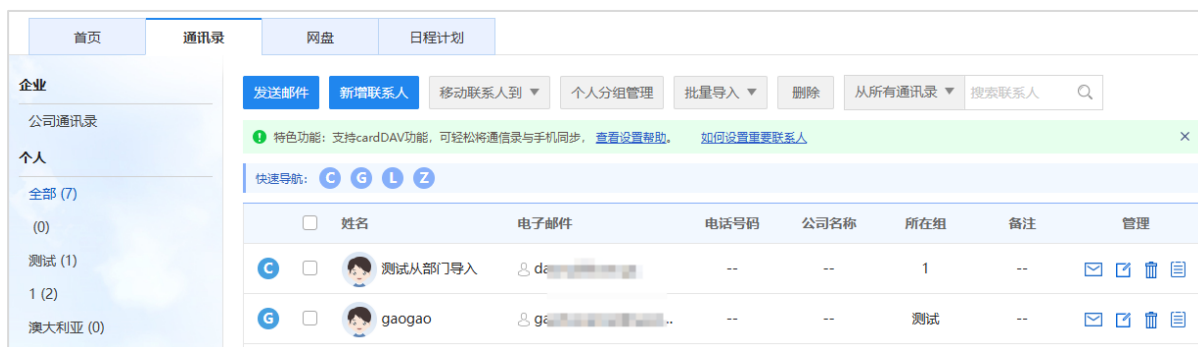 首页 通讯录 网盘 日程计划
企业
公司通讯录
个人
全部 (7)
(0)
测试 (1)
1 (2)
澳大利亚 (0)
发送邮件 新增联系人 移动联系人到 个人分组管理 批量导入 删除 从所有通讯录 搜索联系人
特色功能：支持cardDAV功能，可轻松将通信录与手机同步， 查看设置帮助。 如何设置重要联系人
快速导航: C G L Z
姓名 电子邮件 电话号码 公司名称 所在组 备注 管理
C 测试从部门导入 -- -- 1 --
G gaogao -- -- 测试 --